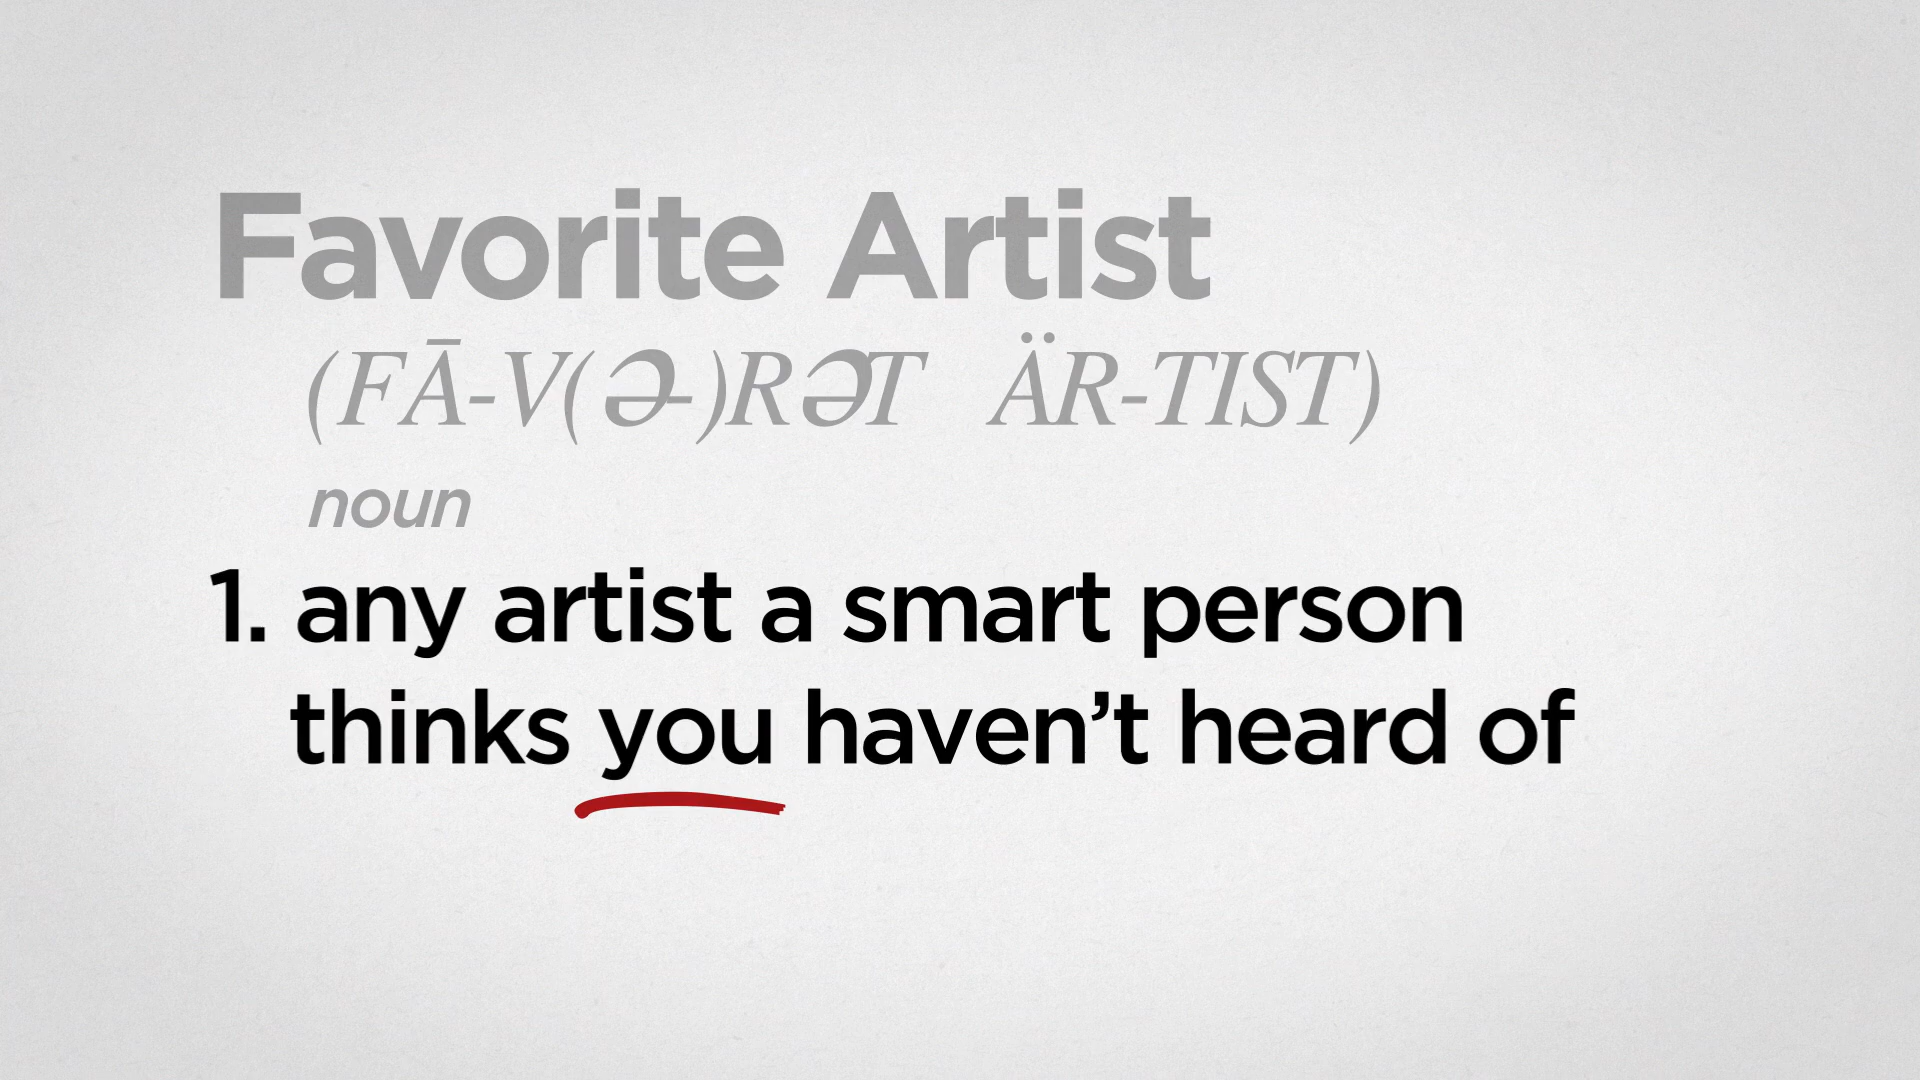 Favorite Artist
(FĀ-V(Ə-)RƏT ÄR-TIST)
noun
1. any artist a smart person
thinks you haven’t heard of